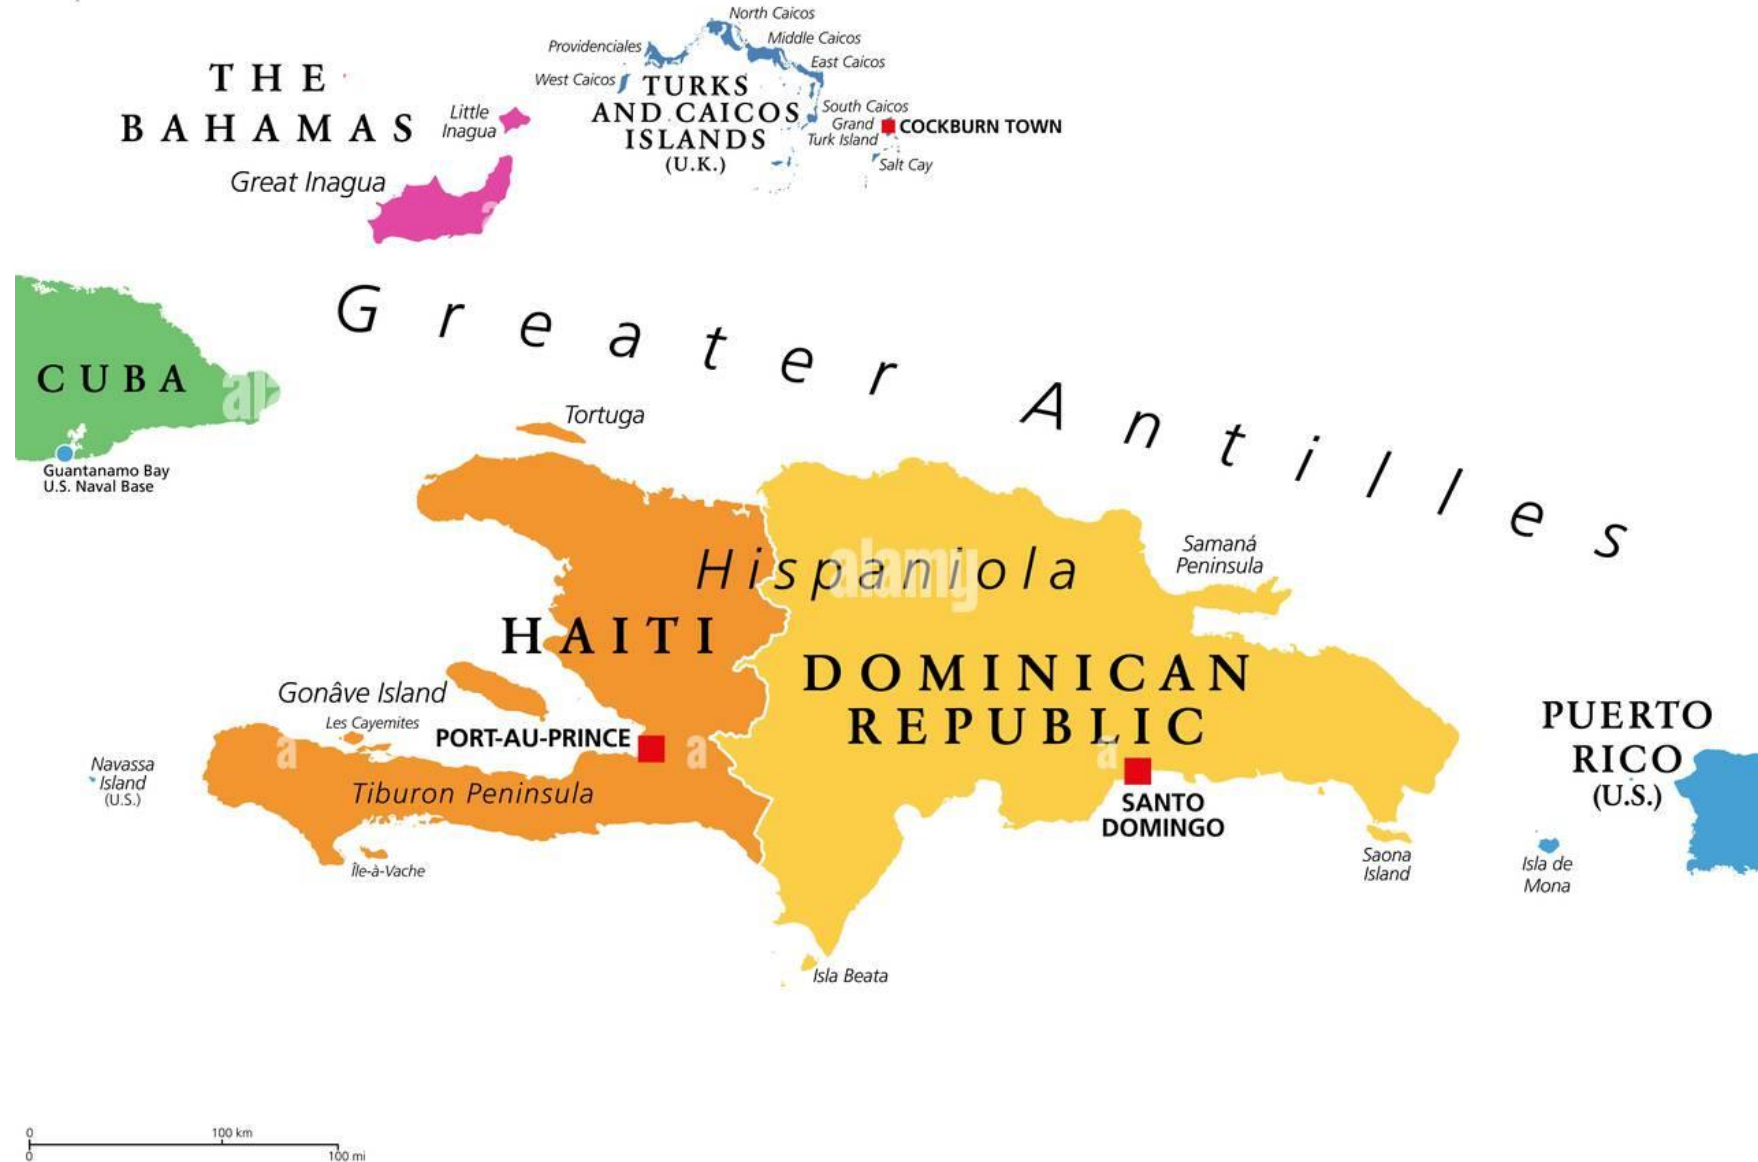 North Caicos
Providenciales
Middle Caicos
East Caicos
West Caicos
THE
BAHAMAS
TURKS
AND CAICOS
ISLANDS
(U.K.)
Little
Inagua
South Caicos
Grand
Turk Island
COCKBURN TOWN
Salt Cay
Great Inagua
Greater Antilles
CUBA
Guantanamo Bay
U.S. Naval Base
Tortuga
Samaná
Peninsula
Hispaniola
alamy
HAITI
DOMINICAN
REPUBLIC
Gonâve Island
Les Cayemites
PORT-AU-PRINCE
Navassa
Island
(U.S.)
Tiburon Peninsula
Île-à-Vache
SANTO
DOMINGO
PUERTO
RICO
(U.S.)
Saona
Island
Isla de
Mona
Isla Beata
a
a
a
a
al
0
100 km
0
100 mi